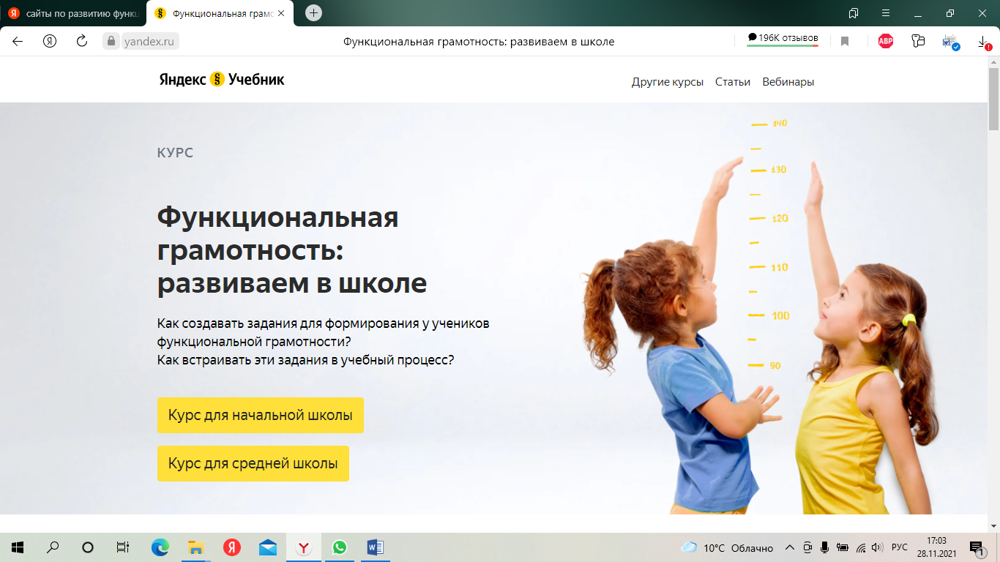 сайты по развитию функц
Функциональная грамо
yandex.ru
Функциональная грамотность: развиваем в школе
196K отзывов
ABP
Яндекс § Учебник
Другие курсы
Статьи
Вебинары
КУРС
Функциональная
грамотность:
развиваем в школе
Как создавать задания для формирования у учеников
функциональной грамотности?
Как встраивать эти задания в учебный процесс?
Курс для начальной школы
Курс для средней школы
140
130
120
110
100
90
10°C Облачно
РУС
17:03
28.11.2021
1